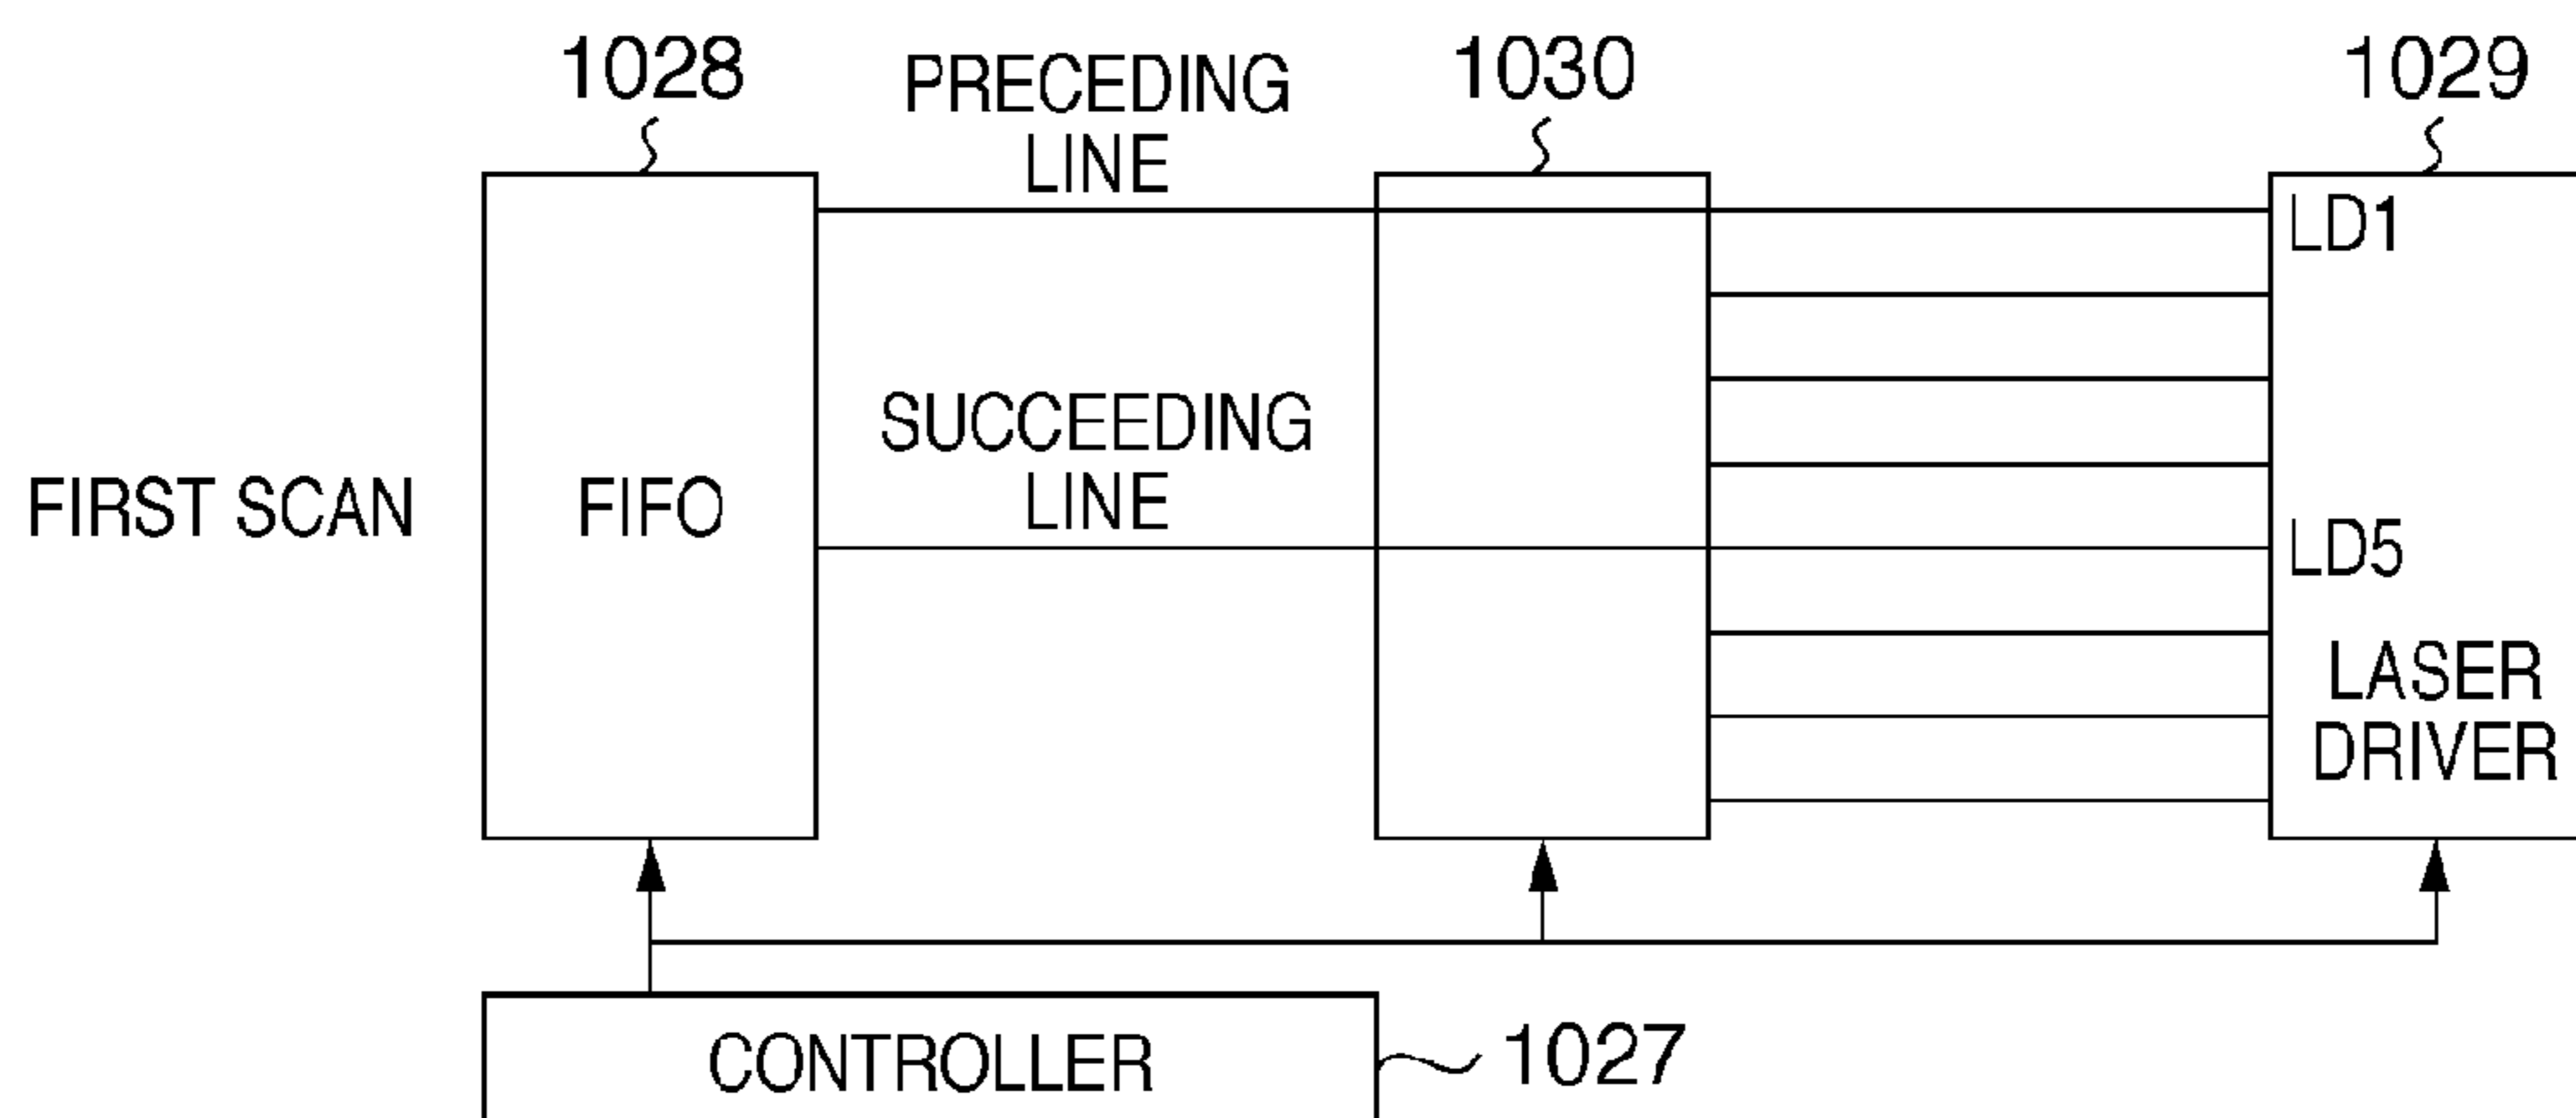 1028
PRECEDING
LINE
1030
1029
LD1
SUCCEEDING
LINE
FIRST SCAN
FIFO
LD5
LASER
DRIVER
CONTROLLER
1027